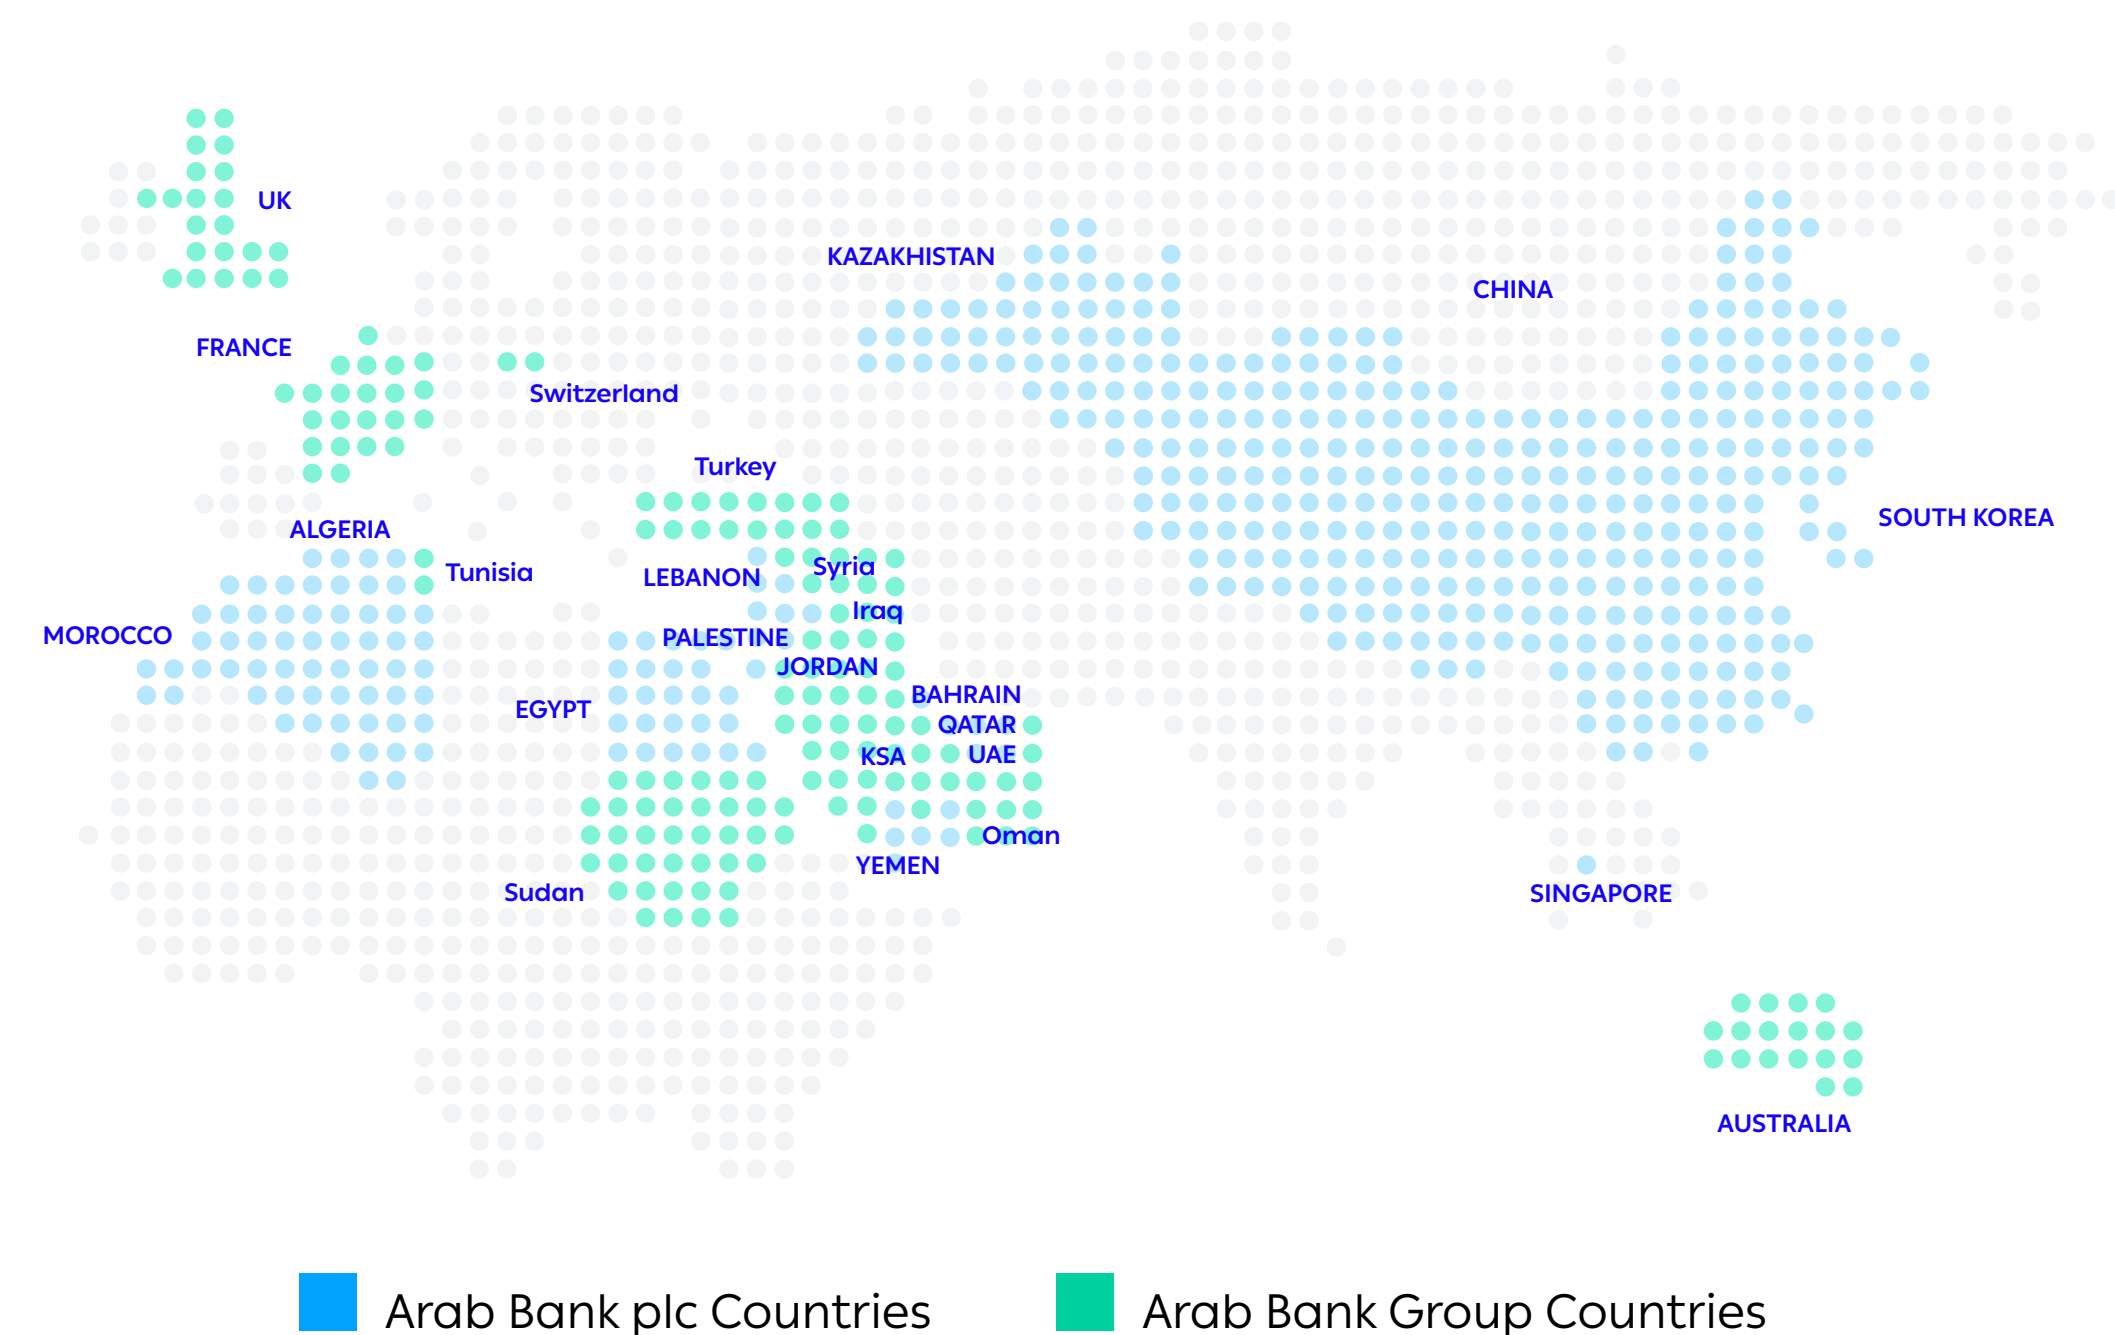 UK
KAZAKHISTAN
CHINA
FRANCE
Switzerland
Turkey
SOUTH KOREA
ALGERIA
Tunisia
LEBANON
Syria
Iraq
MOROCCO
PALESTINE
JORDAN
BAHRAIN
EGYPT
QATAR
KSA
UAE
Oman
YEMEN
Sudan
SINGAPORE
AUSTRALIA
Arab Bank plc Countries
Arab Bank Group Countries